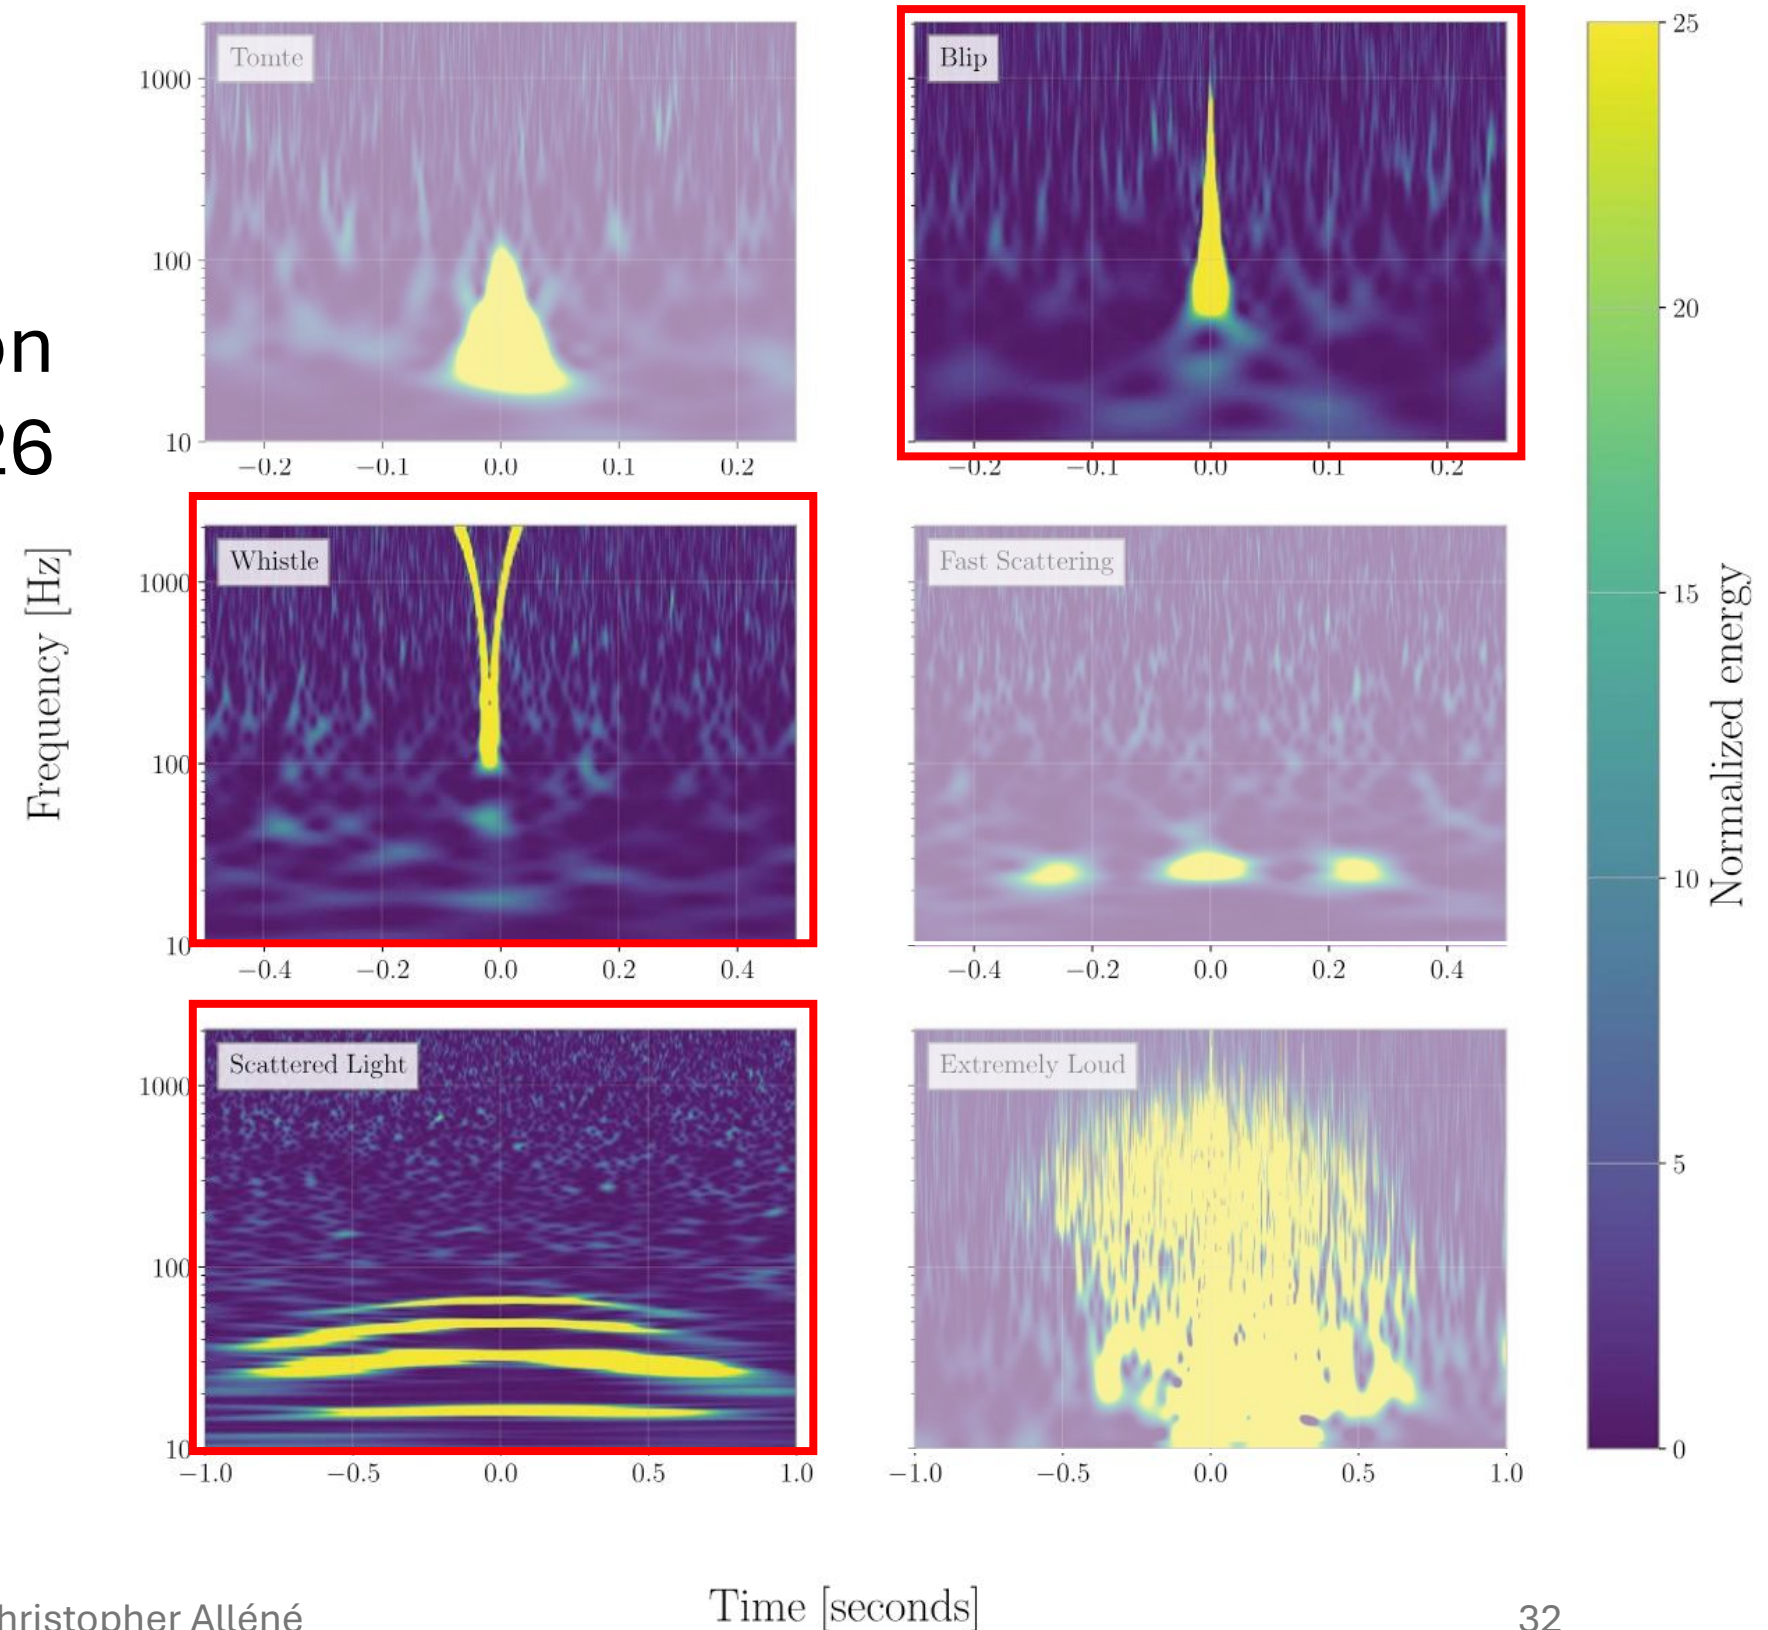 Tomte
Blip
1000
100
10
−0.2 −0.1 0.0 0.1 0.2
−0.2 −0.1 0.0 0.1 0.2
Whistle
Fast Scattering
1000
100
10
−0.4 −0.2 0.0 0.2 0.4
−0.4 −0.2 0.0 0.2 0.4
Scattered Light
Extremely Loud
1000
100
10
−1.0 −0.5 0.0 0.5 1.0
−1.0 −0.5 0.0 0.5 1.0
Frequency [Hz]
Time [seconds]
25
20
15
10
5
0
Normalized energy
on
26
hristopher Alléné
32